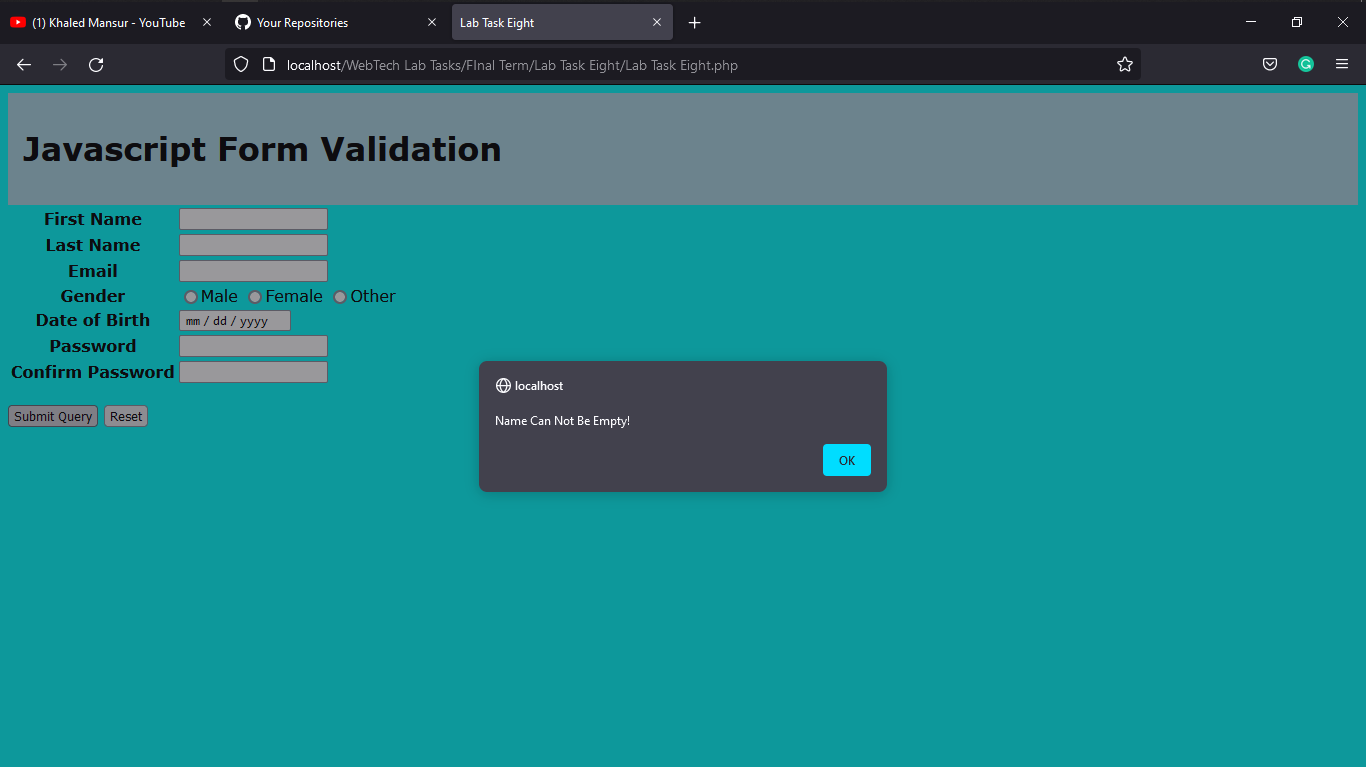 (1) Khaled Mansur - YouTube Your Repositories Lab Task Eight
localhost/WebTech Lab Tasks/FInal Term/Lab Task Eight/Lab Task Eight.php
Javascript Form Validation
First Name
Last Name
Email
Gender Male Female Other
Date of Birth mm / dd / yyyy
Password
Confirm Password
localhost
Name Can Not Be Empty!
OK
Submit Query Reset